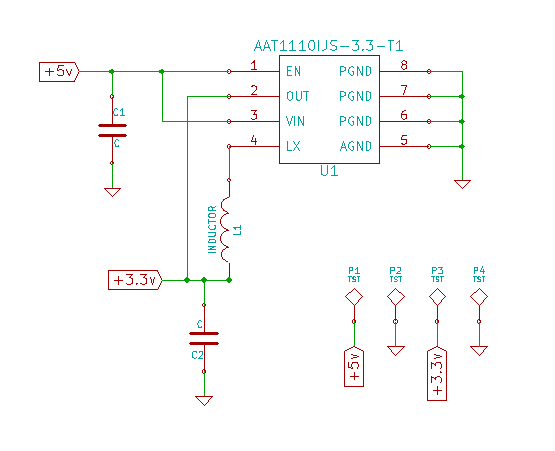 AAT1110IJS-3.3-T1
+5v
1 EN PGND 8
2 OUT PGND 7
3 VIN PGND 6
4 LX AGND 5
U1
C1
C
INDUCTOR
L1
+3.3v
C
C2
P1 P2 P3 P4
TST TST TST TST
+5v
+3.3v